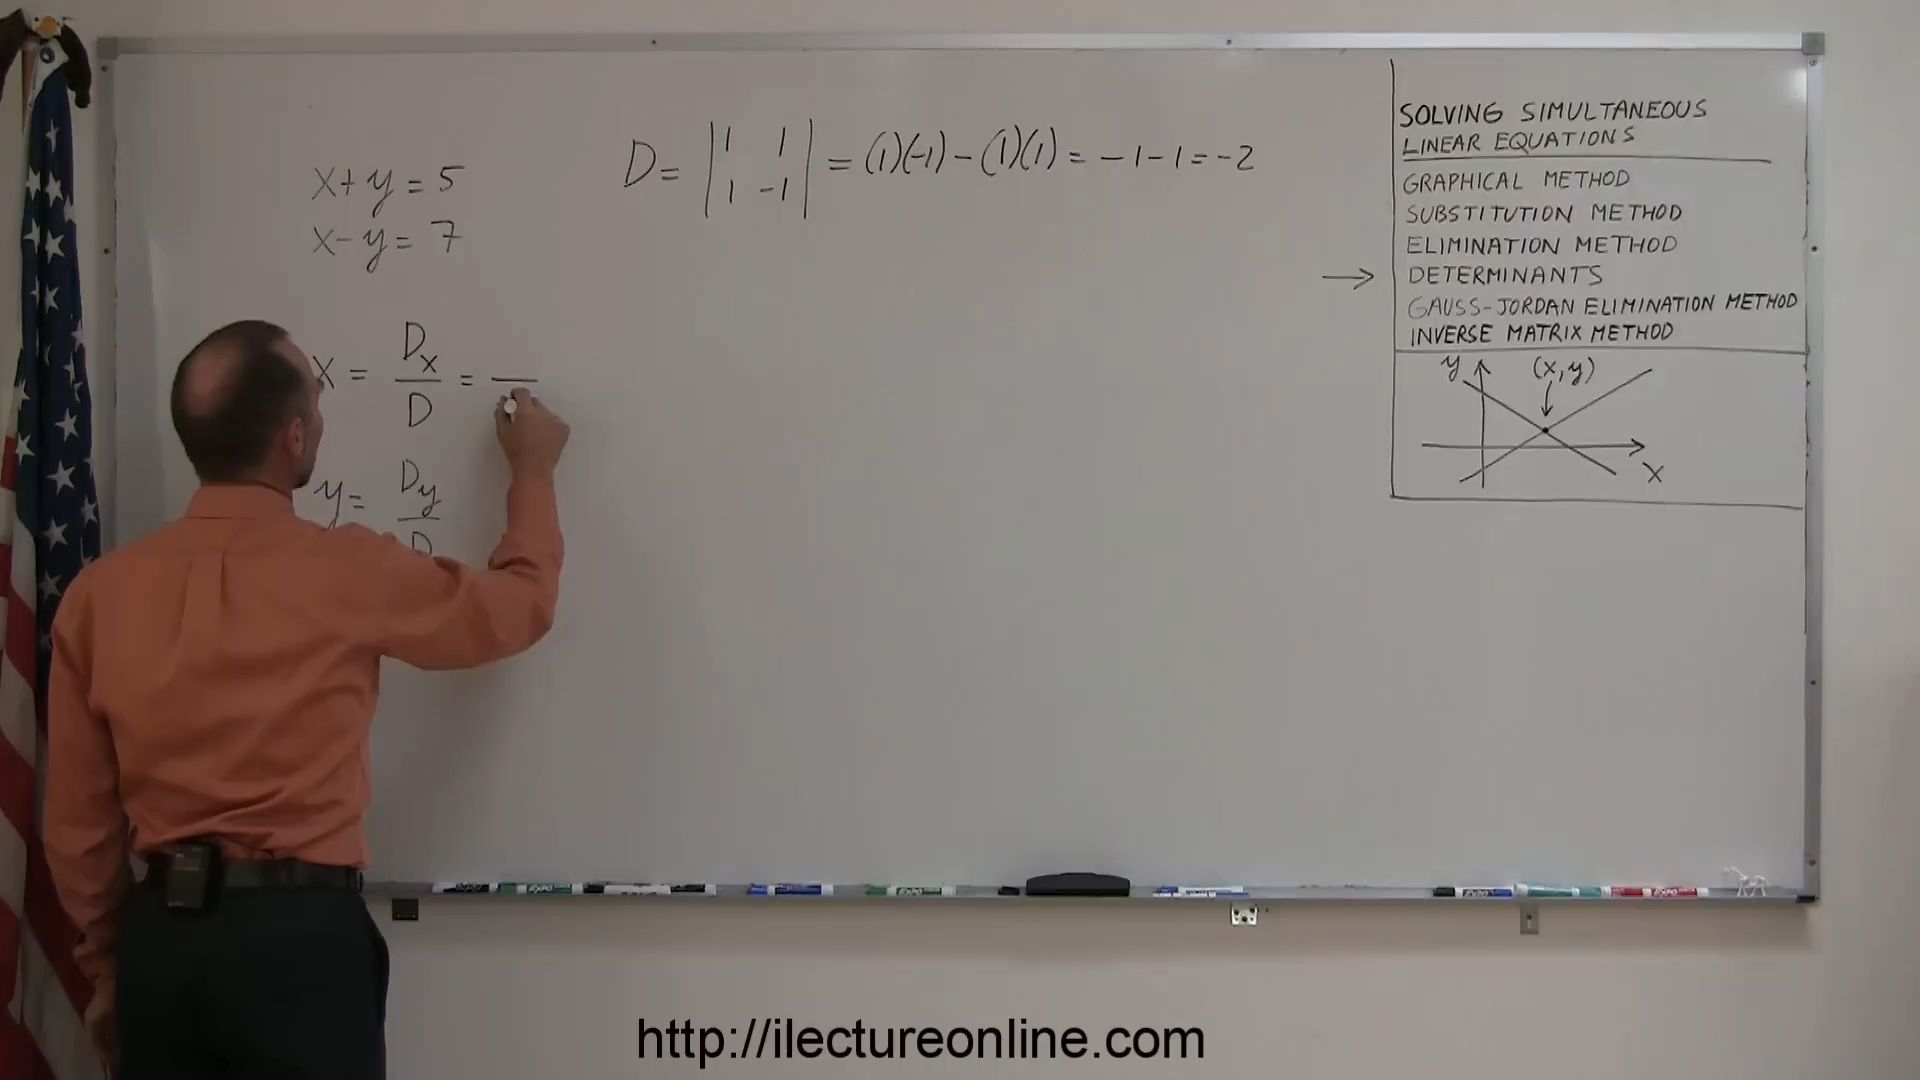 x+y=5
x-y=7
D= |1 1| = (1)(-1) - (1)(1) = -1-1 = -2
|1 -1|
x = Dx/D = —
y = Dy/D
SOLVING SIMULTANEOUS
LINEAR EQUATIONS
GRAPHICAL METHOD
SUBSTITUTION METHOD
ELIMINATION METHOD
→ DETERMINANTS
GAUSS-JORDAN ELIMINATION METHOD
INVERSE MATRIX METHOD
y (x,y)
x
EXPO
http://ilectureonline.com